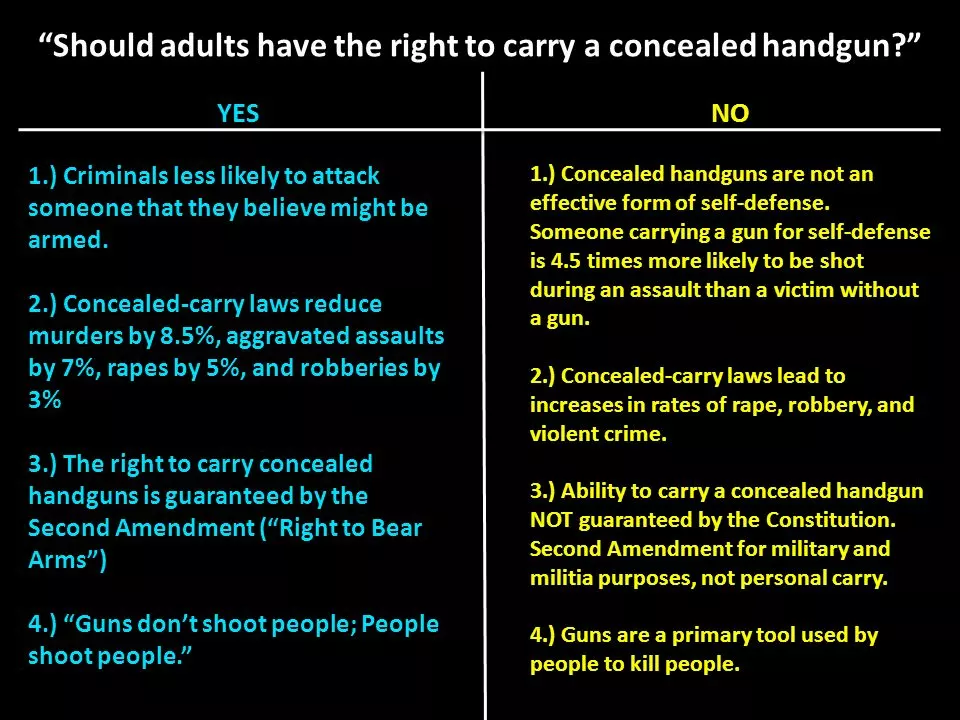 “Should adults have the right to carry a concealed handgun?”
YES
1.) Criminals less likely to attack
someone that they believe might be
armed.
2.) Concealed-carry laws reduce
murders by 8.5%, aggravated assaults
by 7%, rapes by 5%, and robberies by
3%
3.) The right to carry concealed
handguns is guaranteed by the
Second Amendment (“Right to Bear
Arms”)
4.) “Guns don’t shoot people; People
shoot people.”
NO
1.) Concealed handguns are not an
effective form of self-defense.
Someone carrying a gun for self-defense
is 4.5 times more likely to be shot
during an assault than a victim without
a gun.
2.) Concealed-carry laws lead to
increases in rates of rape, robbery, and
violent crime.
3.) Ability to carry a concealed handgun
NOT guaranteed by the Constitution.
Second Amendment for military and
militia purposes, not personal carry.
4.) Guns are a primary tool used by
people to kill people.